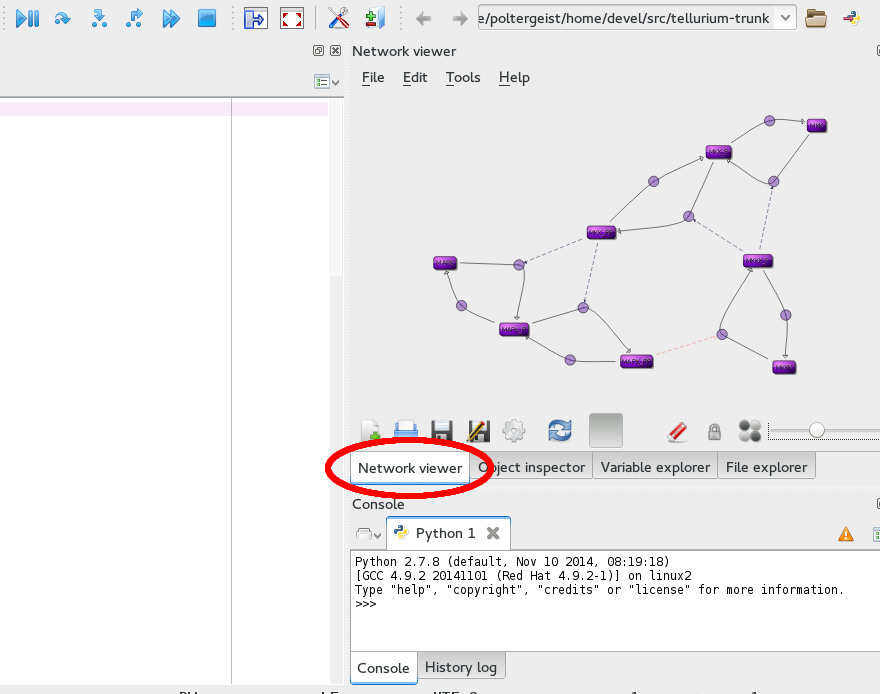 e/poltergeist/home/devel/src/tellurium-trunk
Network viewer
File Edit Tools Help
Network viewer Object inspector Variable explorer File explorer
Console
Python 1
Python 2.7.8 (default, Nov 10 2014, 08:19:18)
[GCC 4.9.2 20141101 (Red Hat 4.9.2-1)] on linux2
Type "help", "copyright", "credits" or "license" for more information.
>>>
Console History log